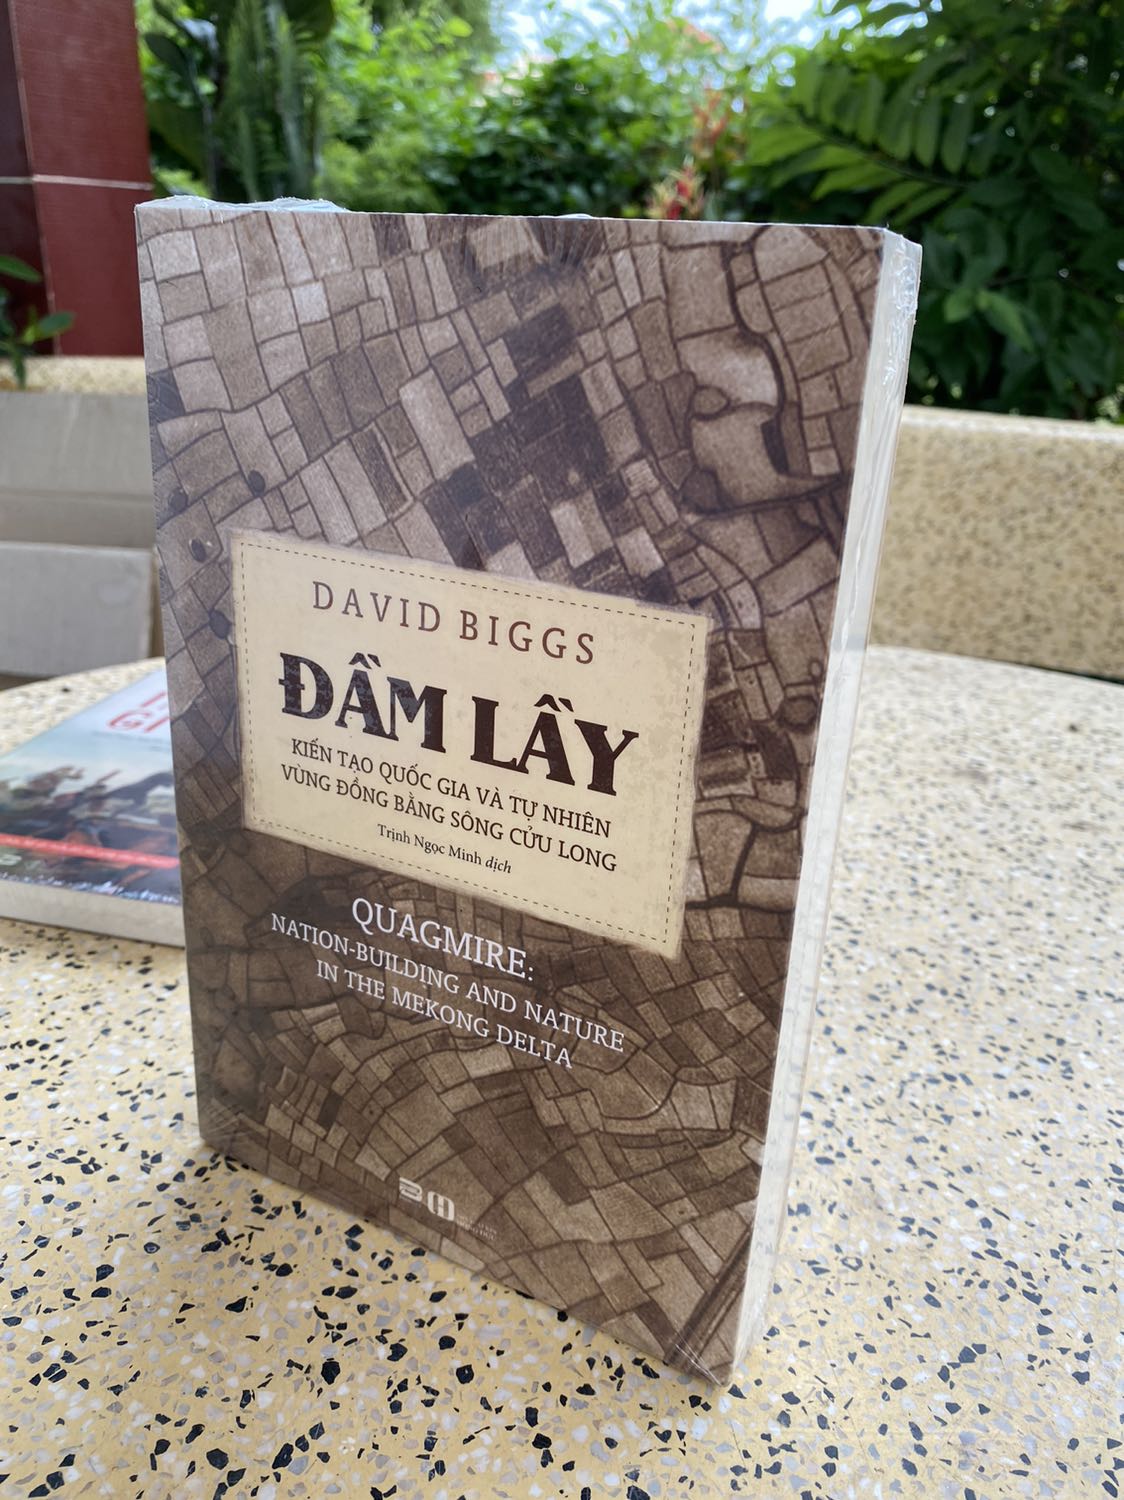 DAVID BIGGS
ĐẦM LẦY
KIẾN TẠO QUỐC GIA VÀ TỰ NHIÊN
VÙNG ĐỒNG BẰNG SÔNG CỬU LONG
Trịnh Ngọc Minh dịch
QUAGMIRE:
NATION-BUILDING AND NATURE
IN THE MEKONG DELTA